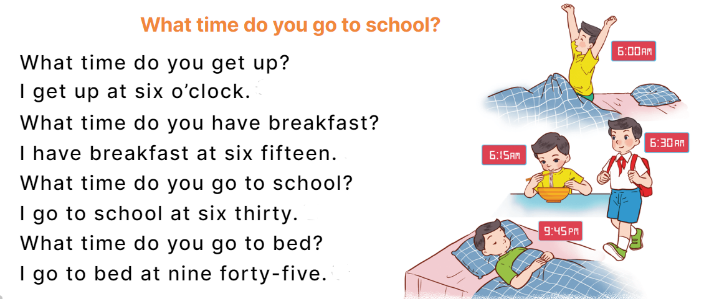 What time do you go to school?
What time do you get up?
I get up at six o’clock.
What time do you have breakfast?
I have breakfast at six fifteen.
What time do you go to school?
I go to school at six thirty.
What time do you go to bed?
I go to bed at nine forty-five.
6:00AM
6:15AM
6:30AM
9:45PM